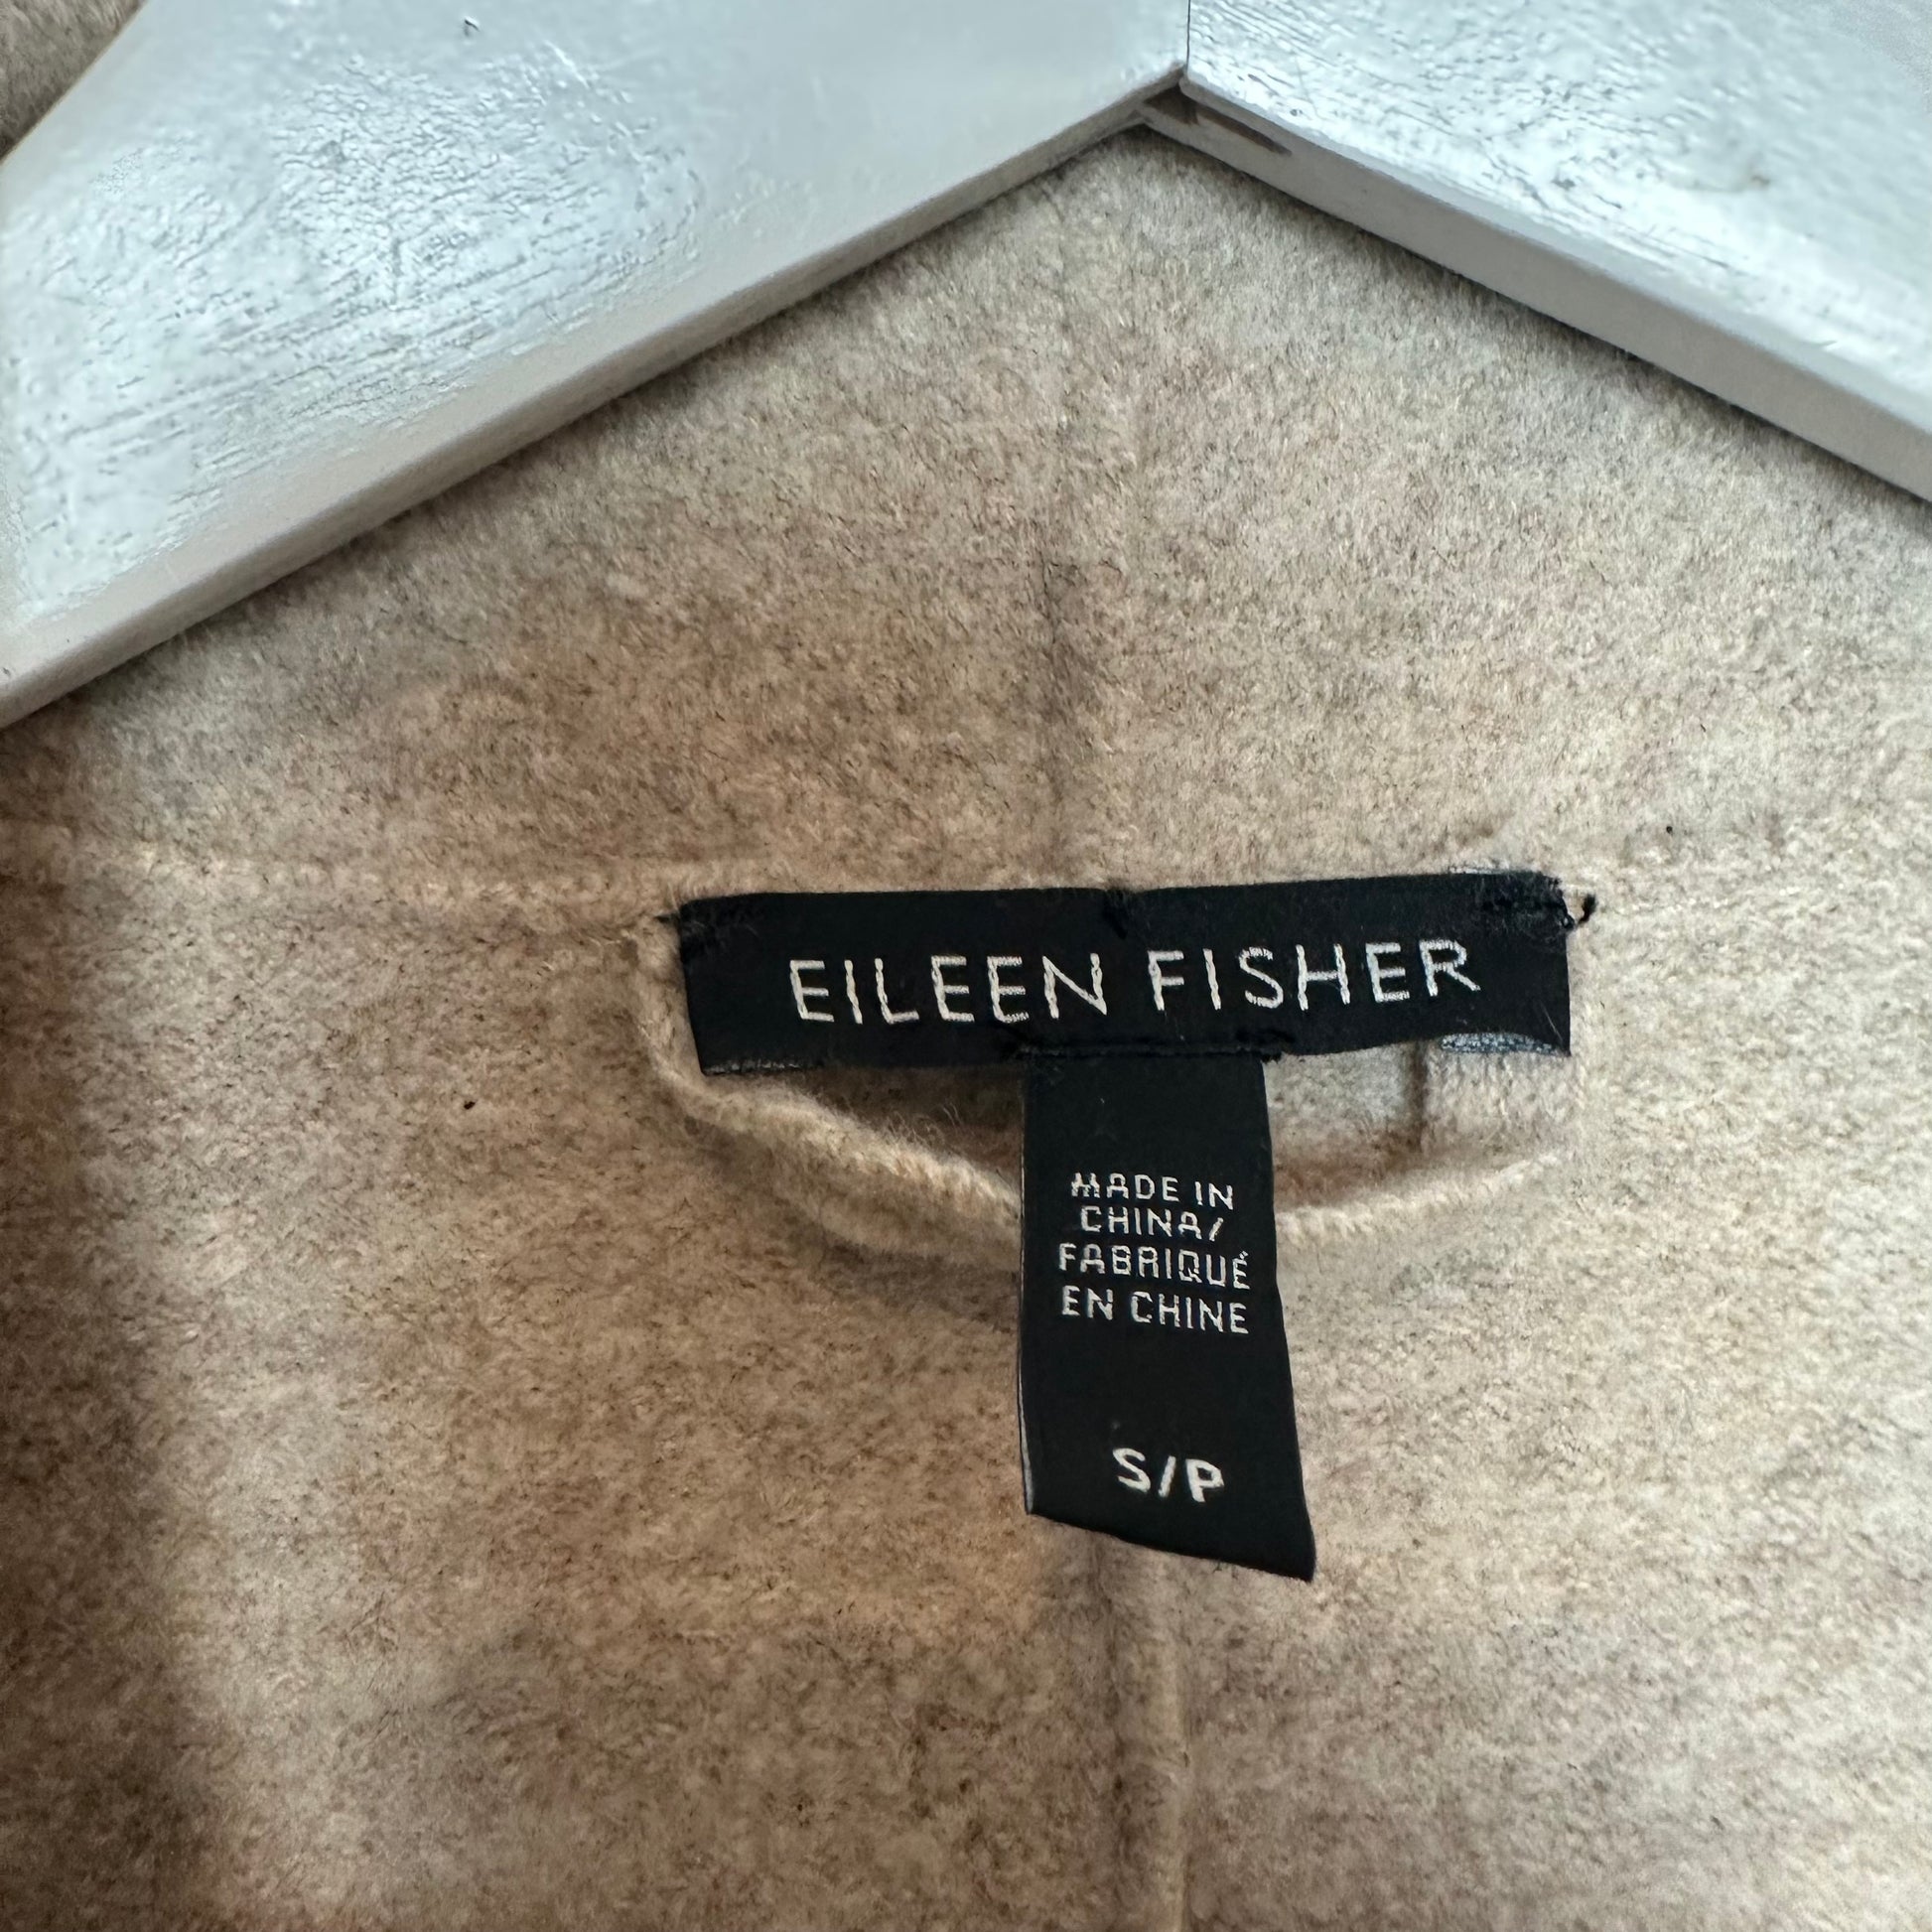 EILEEN FISHER
MADE IN
CHINA/
FABRIQUÉ
EN CHINE
S/P